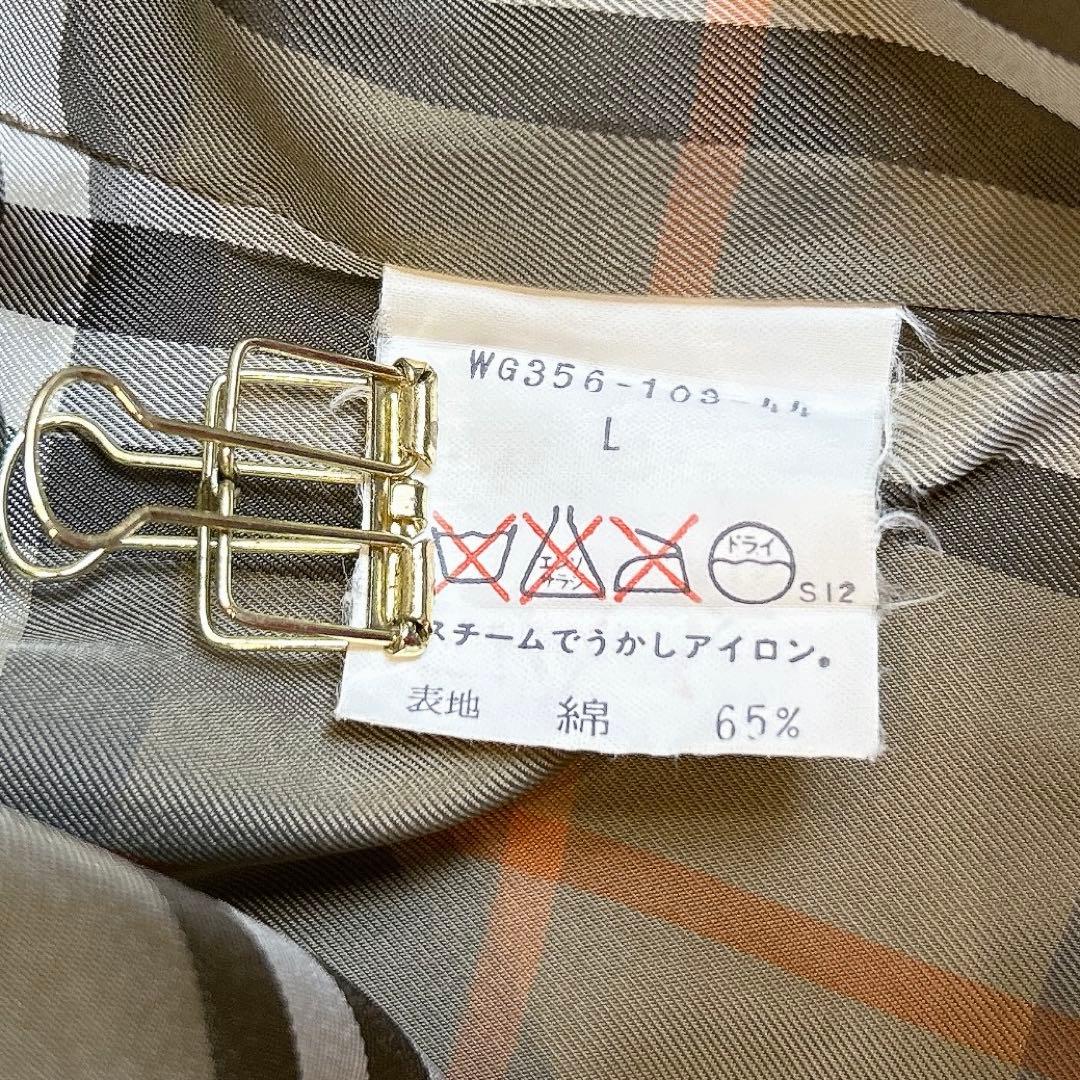 WG356-103-44
L
エンソサラシ
ドライ
S12
スチームでうかしアイロン。
表地 綿 65%